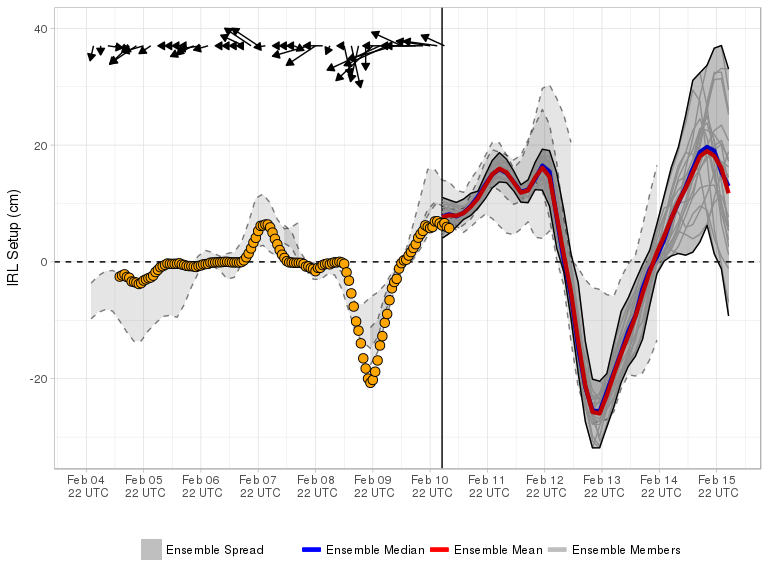 40
20
0
-20
IRL Setup (cm)
Feb 04 Feb 05 Feb 06 Feb 07 Feb 08 Feb 09 Feb 10 Feb 11 Feb 12 Feb 13 Feb 14 Feb 15
22 UTC 22 UTC 22 UTC 22 UTC 22 UTC 22 UTC 22 UTC 22 UTC 22 UTC 22 UTC 22 UTC 22 UTC
Ensemble Spread Ensemble Median Ensemble Mean Ensemble Members